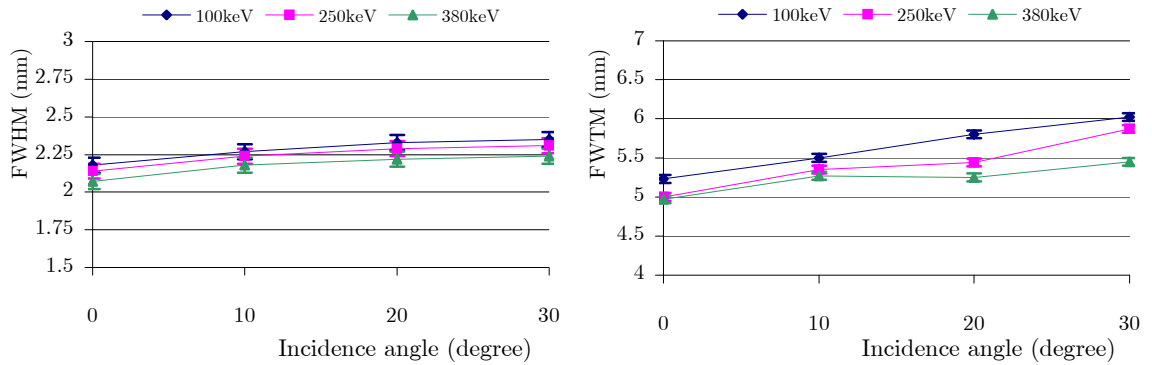 100keV 250keV 380keV
FWHM (mm)
3
2.75
2.5
2.25
2
1.75
1.5
0 10 20 30
Incidence angle (degree)
100keV 250keV 380keV
FWTM (mm)
7
6.5
6
5.5
5
4.5
4
0 10 20 30
Incidence angle (degree)